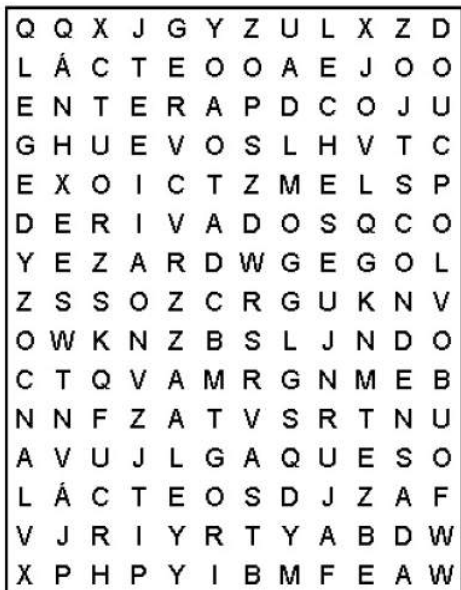 Q Q X J G Y Z U L X Z D
L Á C T E O O A E J O O
E N T E R A P D C O J U
G H U E V O S L H V T C
E X O I C T Z M E L S P
D E R I V A D O S Q C O
Y E Z A R D W G E G O L
Z S S O Z C R G U K N V
O W K N Z B S L J N D O
C T Q V A M R G N M E B
N N F Z A T V S R T N U
A V U J L G A Q U E S O
L Á C T E O S D J Z A F
V J R I Y R T Y A B D W
X P H P Y I B M F E A W